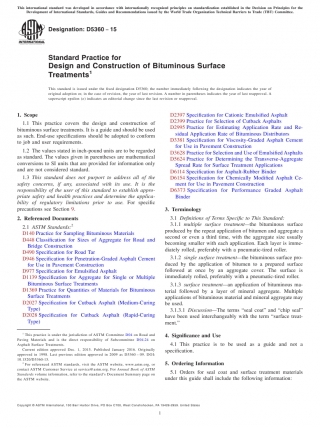 This international standard was developed in accordance with internationally recognized principles on standardization established in the Decision on Principles for the
Development of International Standards, Guides and Recommendations issued by the World Trade Organization Technical Barriers to Trade (TBT) Committee.
Designation: D5360 − 15
INTERNATIONAL
Standard Practice for
Design and Construction of Bituminous Surface
Treatments¹
This standard is issued under the fixed designation D5360; the number immediately following the designation indicates the year of
original adoption or, in the case of revision, the year of last revision. A number in parentheses indicates the year of last reapproval. A
superscript epsilon (ε) indicates an editorial change since the last revision or reapproval.
1. Scope
1.1 This practice covers the design and construction of
bituminous surface treatments. It is a guide and should be used
as such. End-use specifications should be adopted to conform
to job and user requirements.
1.2 The values stated in inch-pound units are to be regarded
as standard. The values given in parentheses are mathematical
conversions to SI units that are provided for information only
and are not considered standard.
1.3 This standard does not purport to address all of the
safety concerns, if any, associated with its use. It is the
responsibility of the user of this standard to establish appro-
priate safety and health practices and determine the applica-
bility of regulatory limitations prior to use. For specific
precautions see Section 9.
2. Referenced Documents
2.1 ASTM Standards:²
D140 Practice for Sampling Bituminous Materials
D448 Classification for Sizes of Aggregate for Road and
Bridge Construction
D490 Specification for Road Tar
D946 Specification for Penetration-Graded Asphalt Cement
for Use in Pavement Construction
D977 Specification for Emulsified Asphalt
D1139 Specification for Aggregate for Single or Multiple
Bituminous Surface Treatments
D1369 Practice for Quantities of Materials for Bituminous
Surface Treatments
D2027 Specification for Cutback Asphalt (Medium-Curing
Type)
D2028 Specification for Cutback Asphalt (Rapid-Curing
Type)
¹ This practice is under the jurisdiction of ASTM Committee D04 on Road and
Paving Materials and is the direct responsibility of Subcommittee D04.24 on
Asphalt Surface Treatments.
Current edition approved Dec. 1, 2015. Published January 2016. Originally
approved in 1998. Last previous edition approved in 2009 as D5360 – 09. DOI:
10.1520/D5360-15.
² For referenced ASTM standards, visit the ASTM website, www.astm.org, or
contact ASTM Customer Service at service@astm.org. For Annual Book of ASTM
Standards volume information, refer to the standard's Document Summary page on
the ASTM website.
D2397 Specification for Cationic Emulsified Asphalt
D2399 Practice for Selection of Cutback Asphalts
D2995 Practice for Estimating Application Rate and Re-
sidual Application Rate of Bituminous Distributors
D3381 Specification for Viscosity-Graded Asphalt Cement
for Use in Pavement Construction
D3628 Practice for Selection and Use of Emulsified Asphalts
D5624 Practice for Determining the Transverse-Aggregate
Spread Rate for Surface Treatment Applications
D6114 Specification for Asphalt-Rubber Binder
D6154 Specification for Chemically Modified Asphalt Ce-
ment for Use in Pavement Construction
D6373 Specification for Performance Graded Asphalt
Binder
3. Terminology
3.1 Definitions of Terms Specific to This Standard:
3.1.1 multiple surface treatment—the bituminous surface
produced by the repeat application of bitumen and aggregate, a
second or even a third time, with the aggregate size usually
becoming smaller with each application. Each layer is imme-
diately rolled, preferably with a pneumatic-tired roller.
3.1.2 single surface treatment—the bituminous surface pro-
duced by the application of bitumen to a prepared surface
followed at once by an aggregate cover. The surface is
immediately rolled, preferably with a pneumatic-tired roller.
3.1.3 surface treatment—an application of bituminous ma-
terial followed by a layer of mineral aggregate. Multiple
applications of bituminous material and mineral aggregate may
be used.
3.1.3.1 Discussion—The terms "seal coat" and "chip seal"
have been used interchangeably with the term "surface treat-
ment."
4. Significance and Use
4.1 This practice is to be used as a guide and not a
specification.
5. Ordering Information
5.1 Orders for seal coat and surface treatment materials
under this guide shall include the following information:
Copyright © ASTM International, 100 Barr Harbor Drive, PO Box C700, West Conshohocken, PA 19428-2959. United States
1